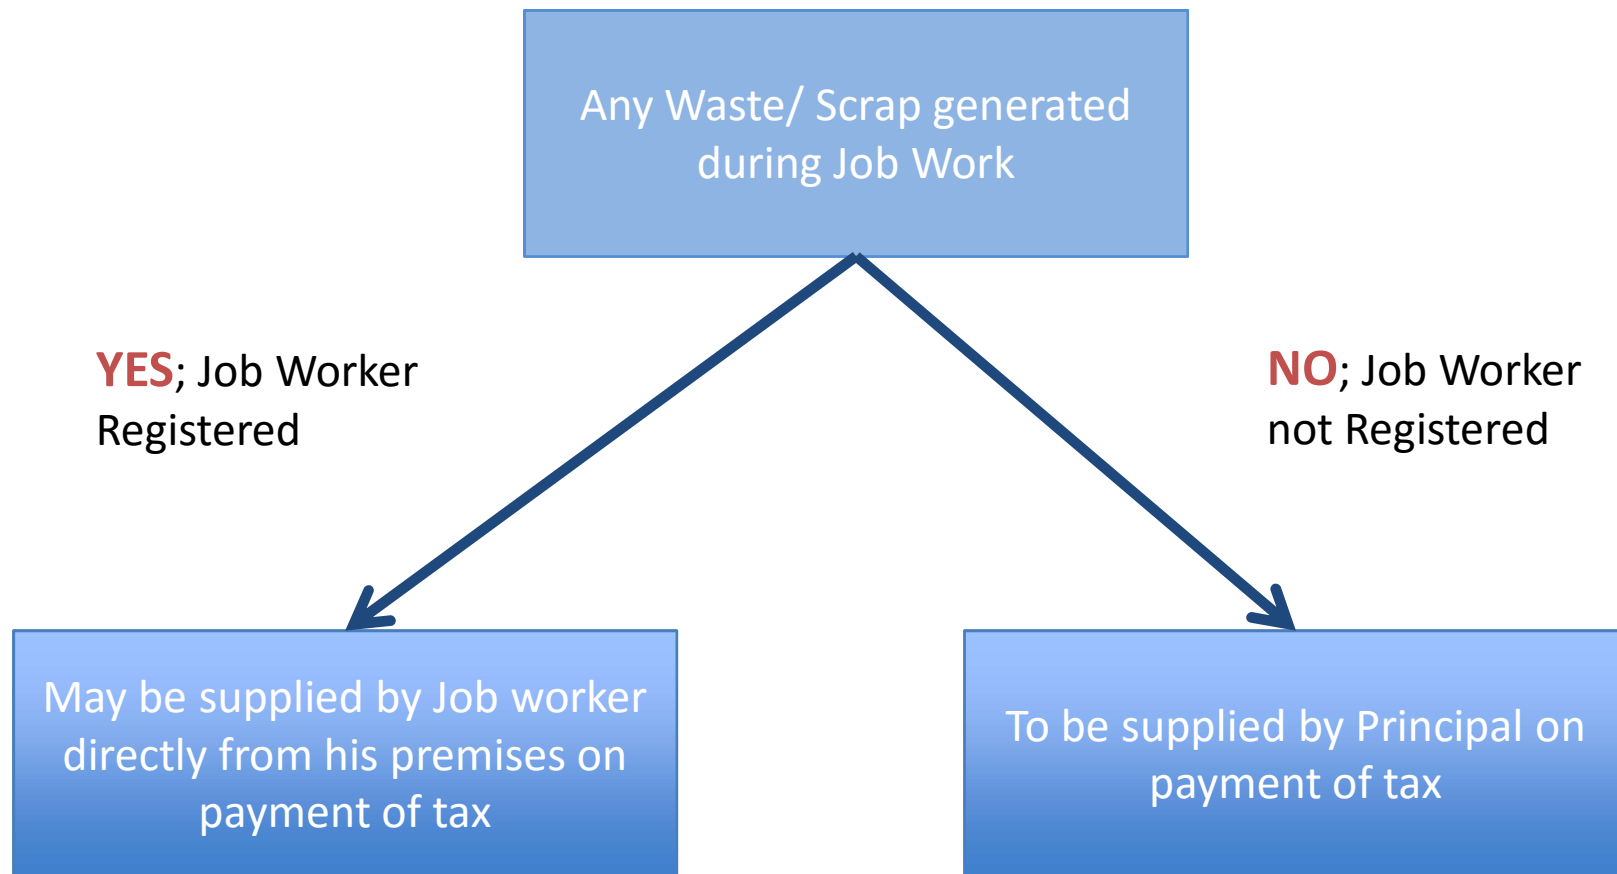 Any Waste/ Scrap generated
during Job Work
YES; Job Worker
Registered
NO; Job Worker
not Registered
May be supplied by Job worker
directly from his premises on
payment of tax
To be supplied by Principal on
payment of tax